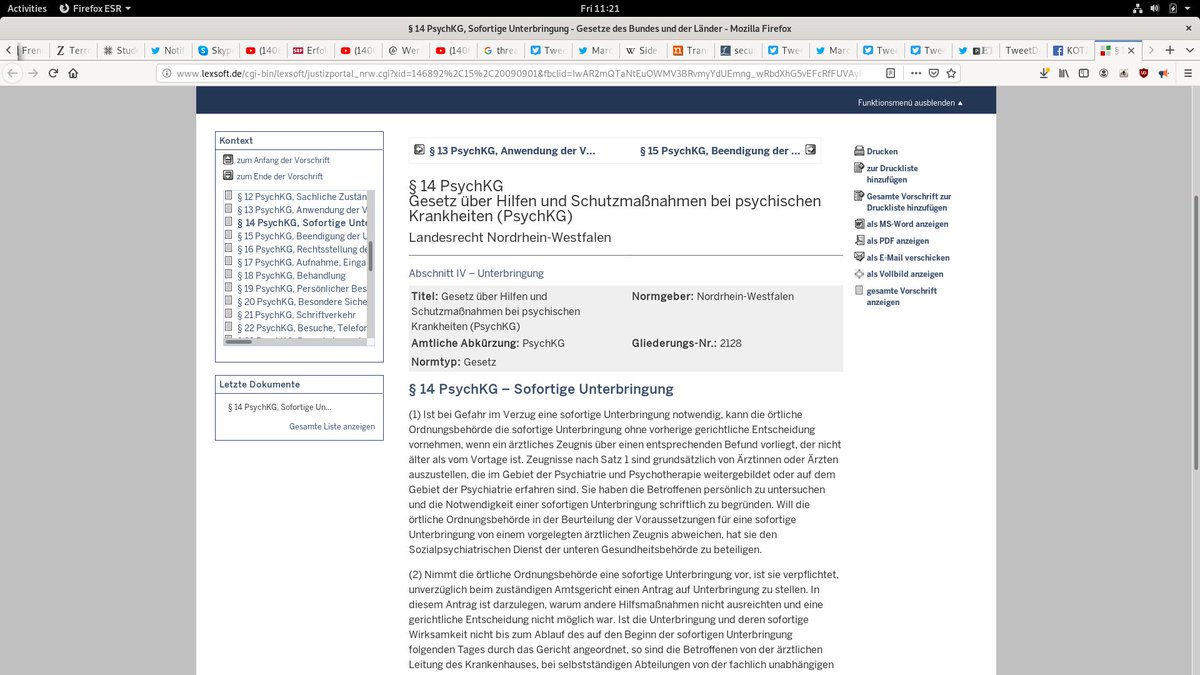 Activities Firefox ESR Fri 11:21
§ 14 PsychKG, Sofortige Unterbringung - Gesetze des Bundes und der Länder - Mozilla Firefox
Fren Terr Stud Notif Skyp (140 Erfol (140 Wer (140 threa Twee Marc Side Tran secu Twee Marc Twee Twee ET TweetD KOT. § 1
www.lexsoft.de/cgi-bin/lexsoft/justizportal_nrw.cgi?xid=146892%2C15%2C20090901&fbclid=IwAR2mQTaNtEuOWMV3BRvmyYdUEmng_wRbdXhG5vEFcRfFUVAy
Funktionsmenü ausblenden
Kontext
zum Anfang der Vorschrift
zum Ende der Vorschrift
§ 12 PsychKG, Sachliche Zustän
§ 13 PsychKG, Anwendung der V
§ 14 PsychKG, Sofortige Unte
§ 15 PsychKG, Beendigung der U
§ 16 PsychKG, Rechtsstellung de
§ 17 PsychKG, Aufnahme, Einga
§ 18 PsychKG, Behandlung
§ 19 PsychKG, Persönlicher Bes
§ 20 PsychKG, Besondere Siche
§ 21 PsychKG, Schriftverkehr
§ 22 PsychKG, Besuche, Telefor
Letzte Dokumente
§ 14 PsychKG, Sofortige Un...
Gesamte Liste anzeigen
§ 13 PsychKG, Anwendung der V... § 15 PsychKG, Beendigung der ...
§ 14 PsychKG
Gesetz über Hilfen und Schutzmaßnahmen bei psychischen
Krankheiten (PsychKG)
Landesrecht Nordrhein-Westfalen
Abschnitt IV – Unterbringung
Titel: Gesetz über Hilfen und Normgeber: Nordrhein-Westfalen
Schutzmaßnahmen bei psychischen
Krankheiten (PsychKG)
Amtliche Abkürzung: PsychKG Gliederungs-Nr.: 2128
Normtyp: Gesetz
§ 14 PsychKG – Sofortige Unterbringung
(1) Ist bei Gefahr im Verzug eine sofortige Unterbringung notwendig, kann die örtliche
Ordnungsbehörde die sofortige Unterbringung ohne vorherige gerichtliche Entscheidung
vornehmen, wenn ein ärztliches Zeugnis über einen entsprechenden Befund vorliegt, der nicht
älter als vom Vortage ist. Zeugnisse nach Satz 1 sind grundsätzlich von Ärztinnen oder Ärzten
auszustellen, die im Gebiet der Psychiatrie und Psychotherapie weitergebildet oder auf dem
Gebiet der Psychiatrie erfahren sind. Sie haben die Betroffenen persönlich zu untersuchen
und die Notwendigkeit einer sofortigen Unterbringung schriftlich zu begründen. Will die
örtliche Ordnungsbehörde in der Beurteilung der Voraussetzungen für eine sofortige
Unterbringung von einem vorgelegten ärztlichen Zeugnis abweichen, hat sie den
Sozialpsychiatrischen Dienst der unteren Gesundheitsbehörde zu beteiligen.
(2) Nimmt die örtliche Ordnungsbehörde eine sofortige Unterbringung vor, ist sie verpflichtet,
unverzüglich beim zuständigen Amtsgericht einen Antrag auf Unterbringung zu stellen. In
diesem Antrag ist darzulegen, warum andere Hilfsmaßnahmen nicht ausreichten und eine
gerichtliche Entscheidung nicht möglich war. Ist die Unterbringung und deren sofortige
Wirksamkeit nicht bis zum Ablauf des auf den Beginn der sofortigen Unterbringung
folgenden Tages durch das Gericht angeordnet, so sind die Betroffenen von der ärztlichen
Leitung des Krankenhauses, bei selbstständigen Abteilungen von der fachlich unabhängigen
Drucken
zur Druckliste
hinzufügen
Gesamte Vorschrift zur
Druckliste hinzufügen
als MS-Word anzeigen
als PDF anzeigen
als E-Mail verschicken
als Vollbild anzeigen
gesamte Vorschrift
anzeigen